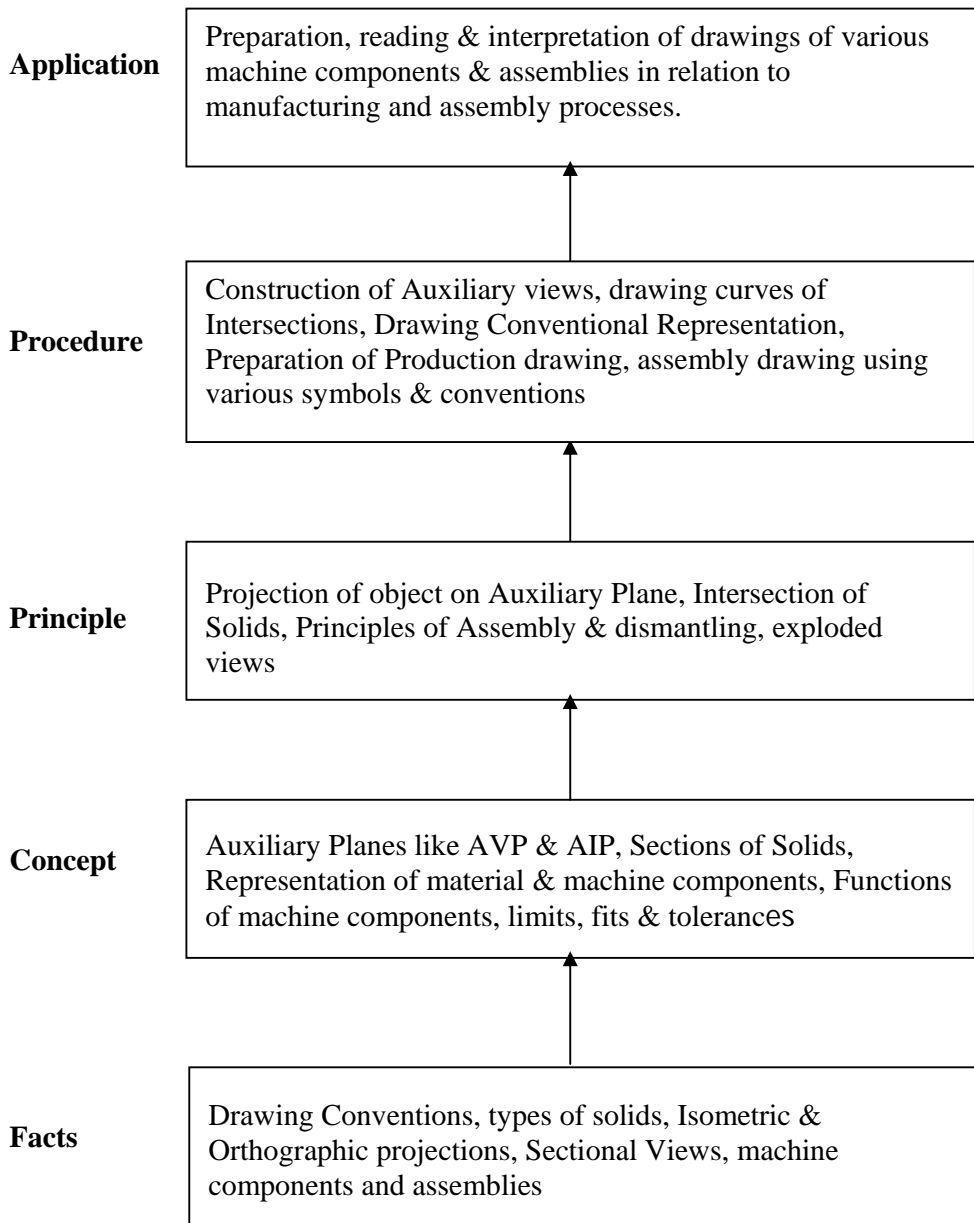 Application
Preparation, reading & interpretation of drawings of various
machine components & assemblies in relation to
manufacturing and assembly processes.
Procedure
Construction of Auxiliary views, drawing curves of
Intersections, Drawing Conventional Representation,
Preparation of Production drawing, assembly drawing using
various symbols & conventions
Principle
Projection of object on Auxiliary Plane, Intersection of
Solids, Principles of Assembly & dismantling, exploded
views
Concept
Auxiliary Planes like AVP & AIP, Sections of Solids,
Representation of material & machine components, Functions
of machine components, limits, fits & tolerances
Facts
Drawing Conventions, types of solids, Isometric &
Orthographic projections, Sectional Views, machine
components and assemblies